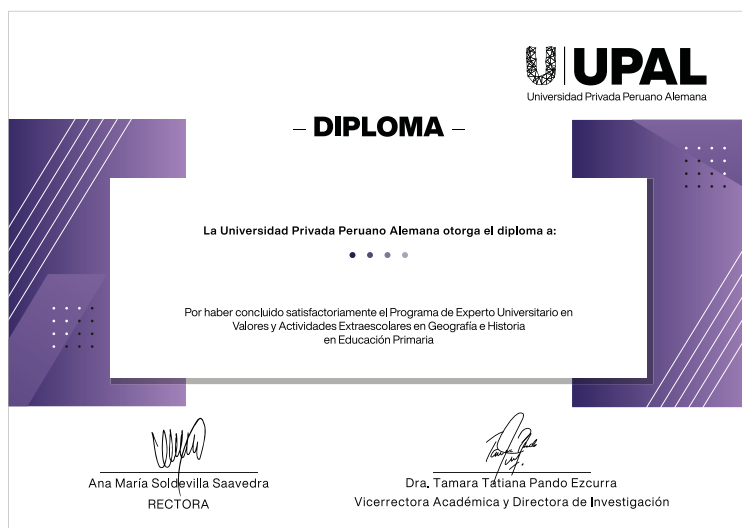 UPAL
Universidad Privada Peruano Alemana
– DIPLOMA –
La Universidad Privada Peruano Alemana otorga el diploma a:
Por haber concluido satisfactoriamente el Programa de Experto Universitario en
Valores y Actividades Extraescolares en Geografía e Historia
en Educación Primaria
Ana María Soldevilla Saavedra
RECTORA
Dra. Tamara Tatiana Pando Ezcurra
Vicerrectora Académica y Directora de Investigación